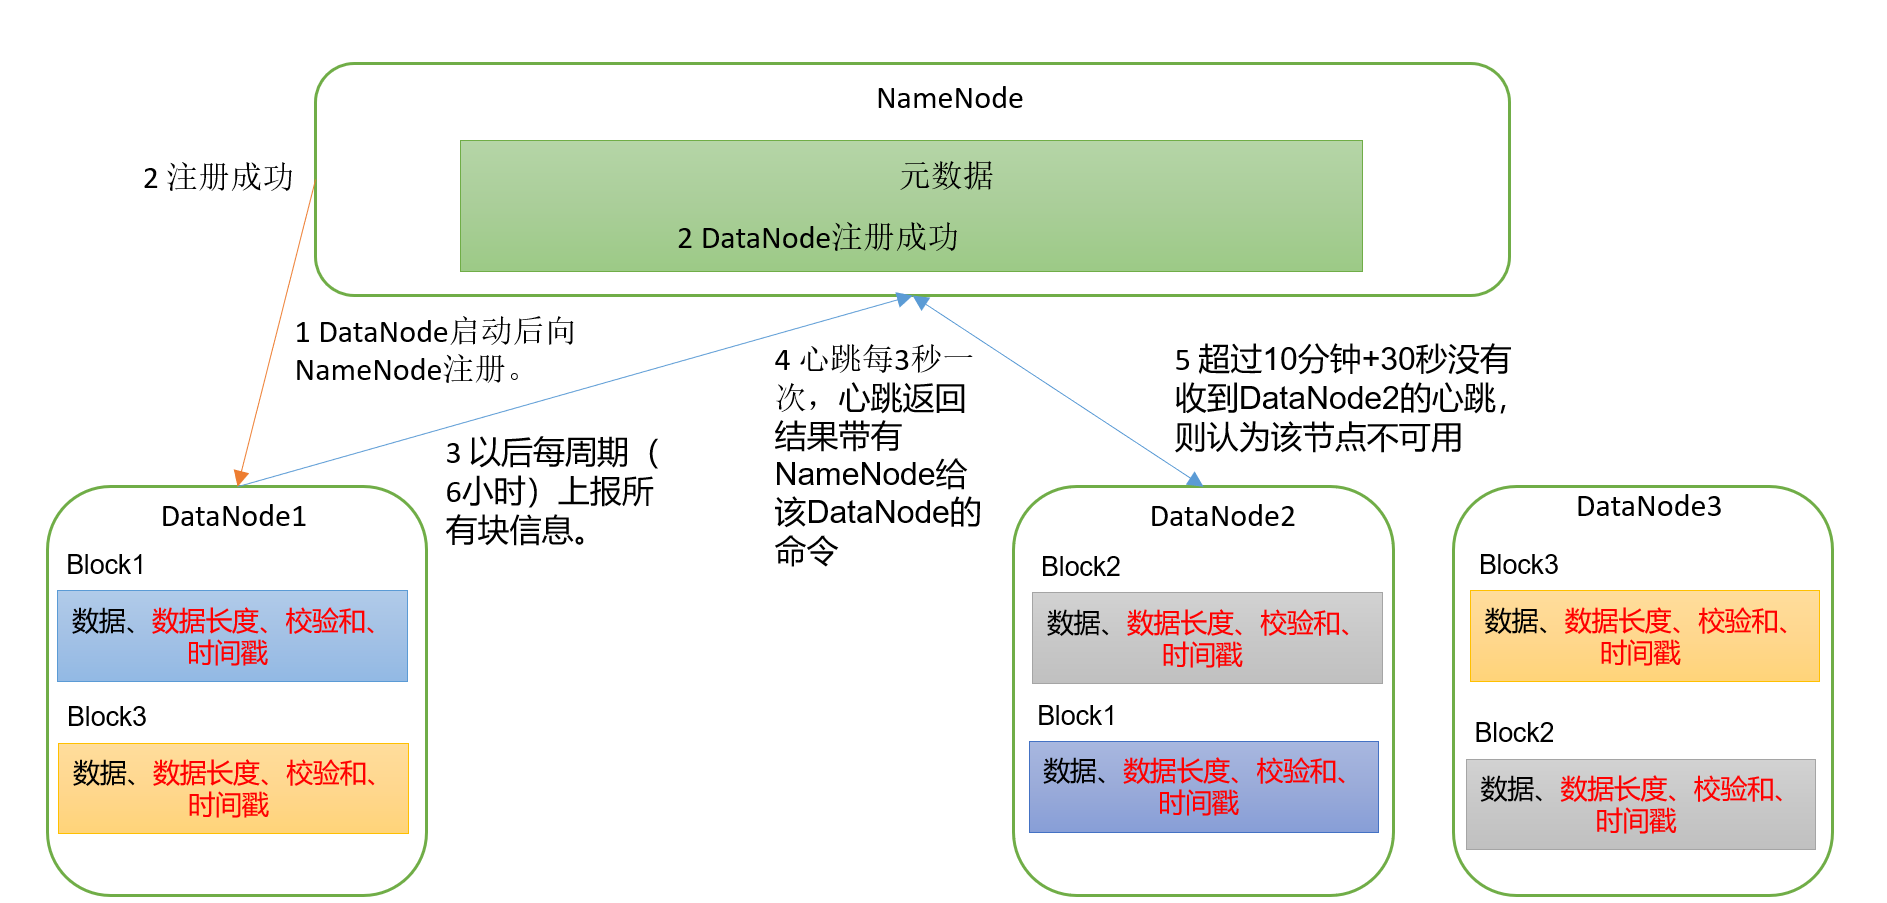 NameNode
元数据
2 DataNode注册成功
2 注册成功
1 DataNode启动后向
NameNode注册。
3 以后每周期（
6小时）上报所
有块信息。
4 心跳每3秒一
次，心跳返回
结果带有
NameNode给
该DataNode的
命令
5 超过10分钟+30秒没有
收到DataNode2的心跳，
则认为该节点不可用
DataNode1
Block1
数据、数据长度、校验和、
时间戳
Block3
数据、数据长度、校验和、
时间戳
DataNode2
Block2
数据、数据长度、校验和、
时间戳
Block1
数据、数据长度、校验和、
时间戳
DataNode3
Block3
数据、数据长度、校验和、
时间戳
Block2
数据、数据长度、校验和、
时间戳